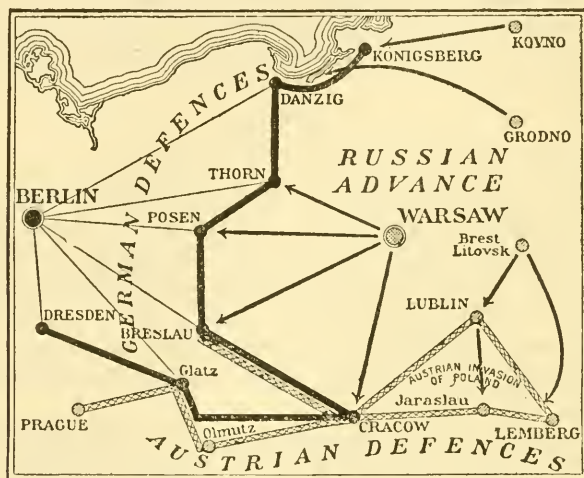 KOVNO
KÖNIGSBERG
DANZIG
GRODNO
GERMAN DEFENCES
RUSSIAN
ADVANCE
THORN
BERLIN
POSEN
WARSAW
Brest
Litovsk
LUBLIN
DRESDEN
BRESLAU
AUSTRIAN INVASION
OF POLAND
Glatz
Jaraslau
PRAGUE
Olmutz
CRACOW
LEMBERG
AUSTRIAN DEFENCES